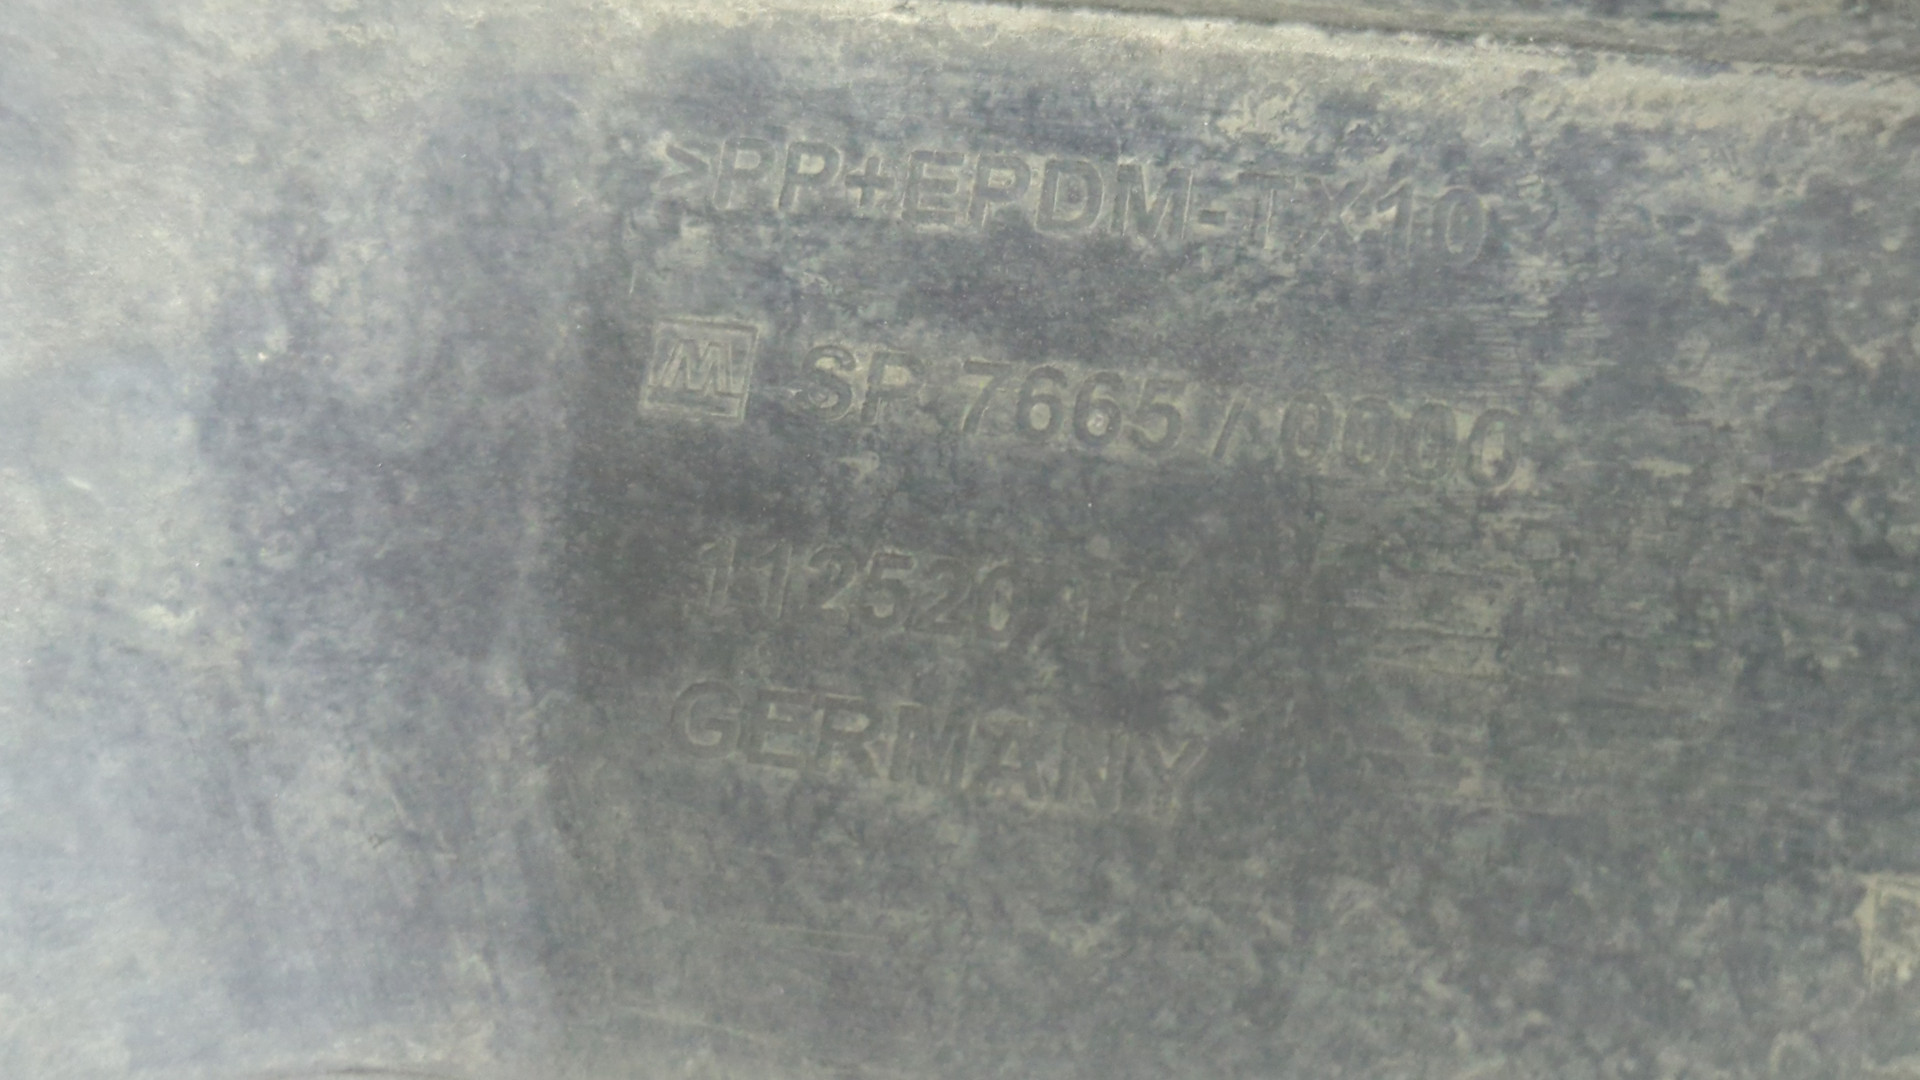 >PP+EPDM-TX10
M SP 7665 / 0000
GERMANY